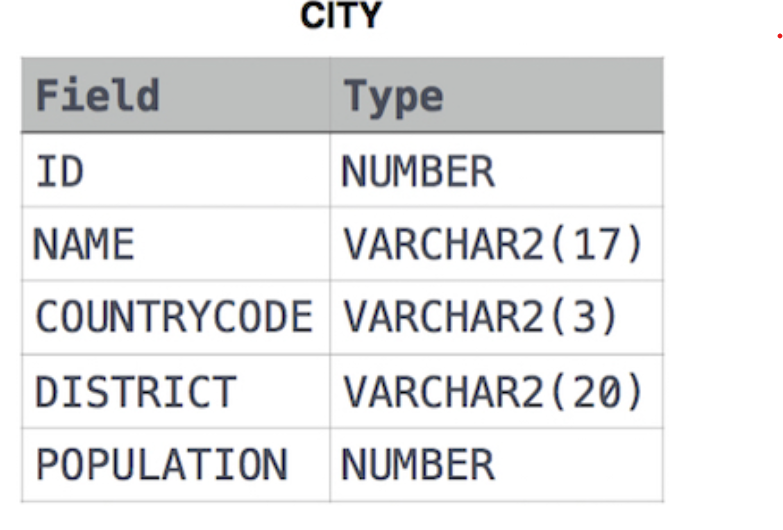 CITY
Field Type
ID NUMBER
NAME VARCHAR2(17)
COUNTRYCODE VARCHAR2(3)
DISTRICT VARCHAR2(20)
POPULATION NUMBER